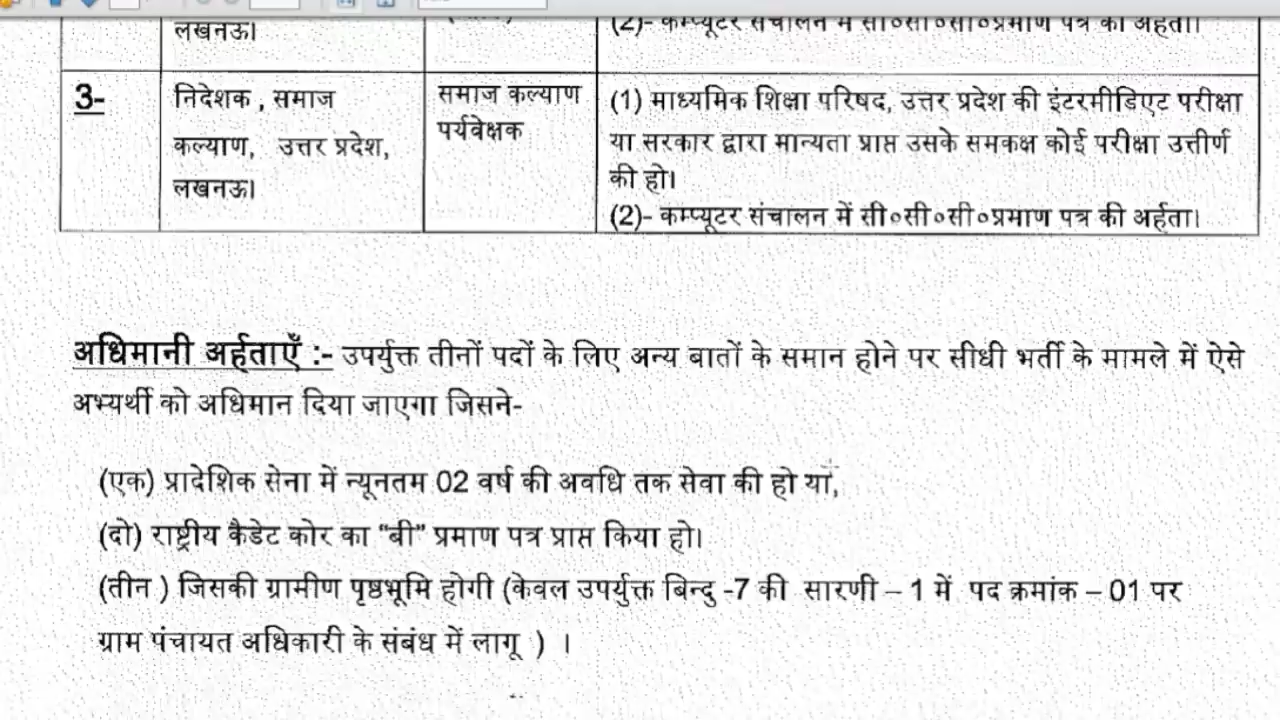 लखनऊ।
(2)- कम्प्यूटर संचालन में सी०सी०सी०प्रमाण पत्र की अर्हता।
3-
निदेशक , समाज
कल्याण, उत्तर प्रदेश,
लखनऊ।
समाज कल्याण
पर्यवेक्षक
(1) माध्यमिक शिक्षा परिषद, उत्तर प्रदेश की इंटरमीडिएट परीक्षा
या सरकार द्वारा मान्यता प्राप्त उसके समकक्ष कोई परीक्षा उत्तीर्ण
की हो।
(2)- कम्प्यूटर संचालन में सी०सी०सी०प्रमाण पत्र की अर्हता।
अधिमानी अर्हताएँ :- उपर्युक्त तीनों पदों के लिए अन्य बातों के समान होने पर सीधी भर्ती के मामले में ऐसे
अभ्यर्थी को अधिमान दिया जाएगा जिसने-
(एक) प्रादेशिक सेना में न्यूनतम 02 वर्ष की अवधि तक सेवा की हो या,
(दो) राष्ट्रीय कैडेट कोर का “बी” प्रमाण पत्र प्राप्त किया हो।
(तीन ) जिसकी ग्रामीण पृष्ठभूमि होगी (केवल उपर्युक्त बिन्दु -7 की सारणी – 1 में पद क्रमांक – 01 पर
ग्राम पंचायत अधिकारी के संबंध में लागू ) ।